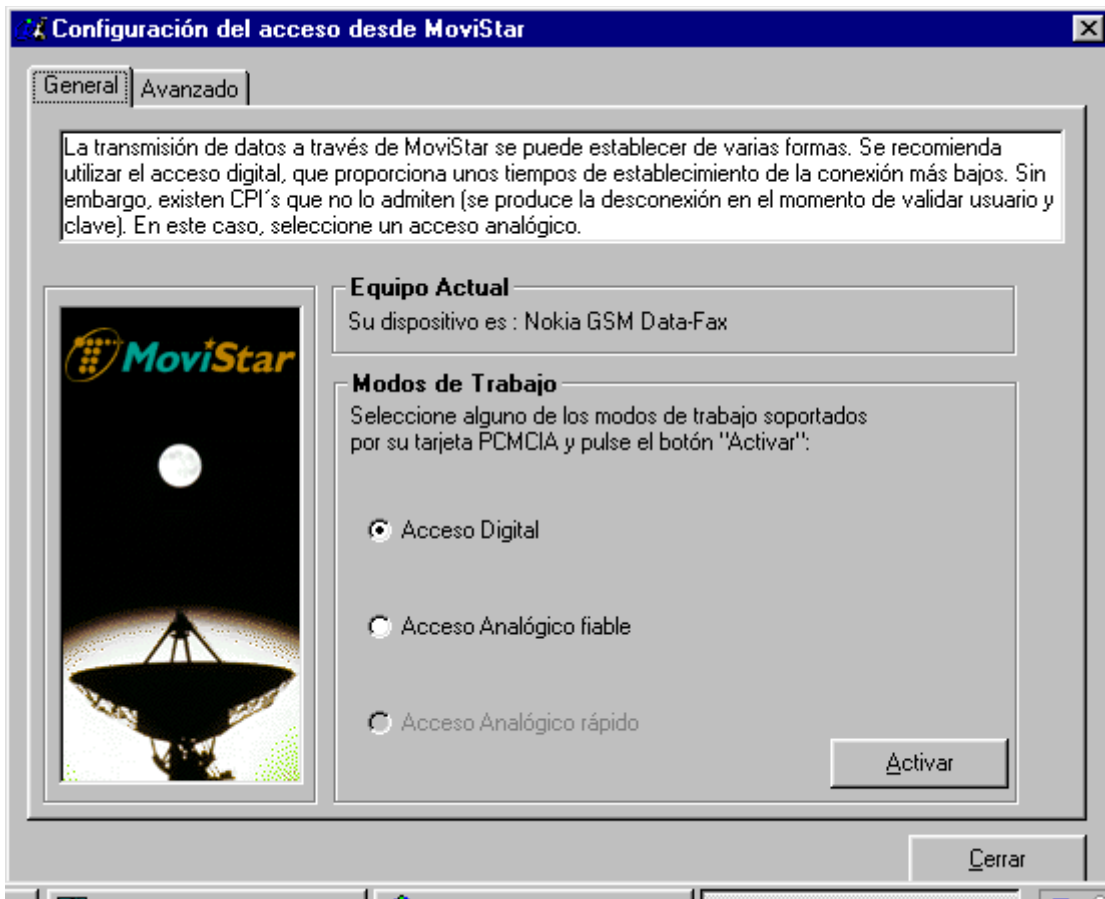 Configuración del acceso desde MoviStar
General
Avanzado
La transmisión de datos a través de MoviStar se puede establecer de varias formas. Se recomienda
utilizar el acceso digital, que proporciona unos tiempos de establecimiento de la conexión más bajos. Sin
embargo, existen CPI´s que no lo admiten (se produce la desconexión en el momento de validar usuario y
clave). En este caso, seleccione un acceso analógico.
MoviStar
Equipo Actual
Su dispositivo es : Nokia GSM Data-Fax
Modos de Trabajo
Seleccione alguno de los modos de trabajo soportados
por su tarjeta PCMCIA y pulse el botón "Activar":
Acceso Digital
Acceso Analógico fiable
Acceso Analógico rápido
Activar
Cerrar